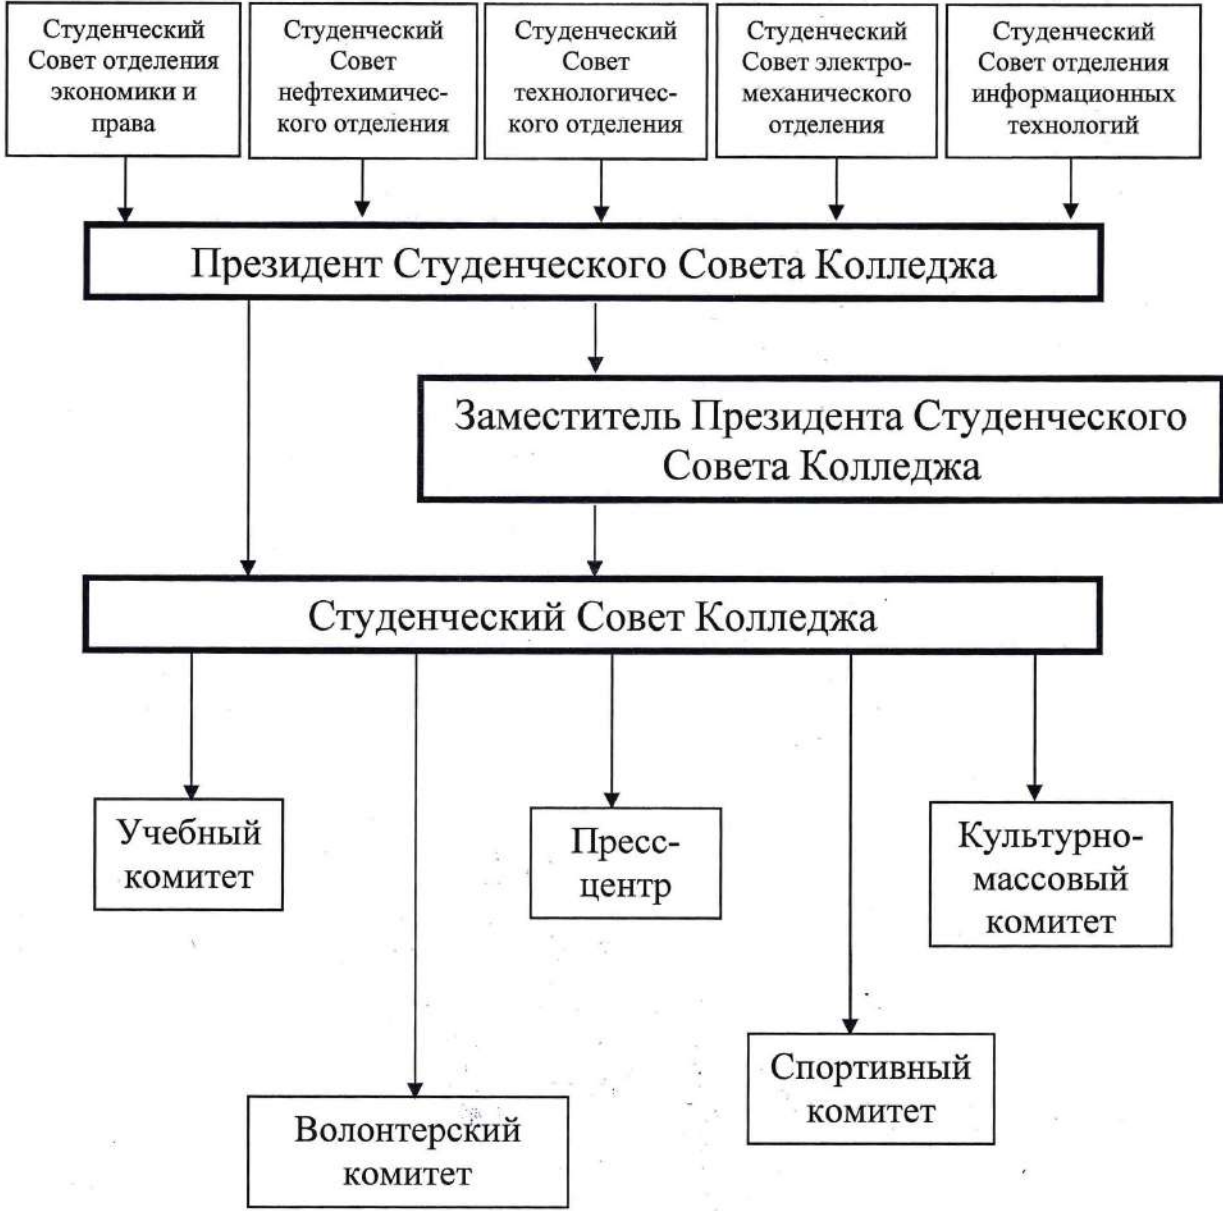 Студенческий
Совет отделения
экономики и
права
Студенческий
Совет
нефтехимичес-
кого отделения
Студенческий
Совет
технологичес-
кого отделения
Студенческий
Совет электро-
механического
отделения
Студенческий
Совет отделения
информационных
технологий
Президент Студенческого Совета Колледжа
Заместитель Президента Студенческого
Совета Колледжа
Студенческий Совет Колледжа
Учебный
комитет
Пресс-
центр
Культурно-
массовый
комитет
Спортивный
комитет
Волонтерский
комитет